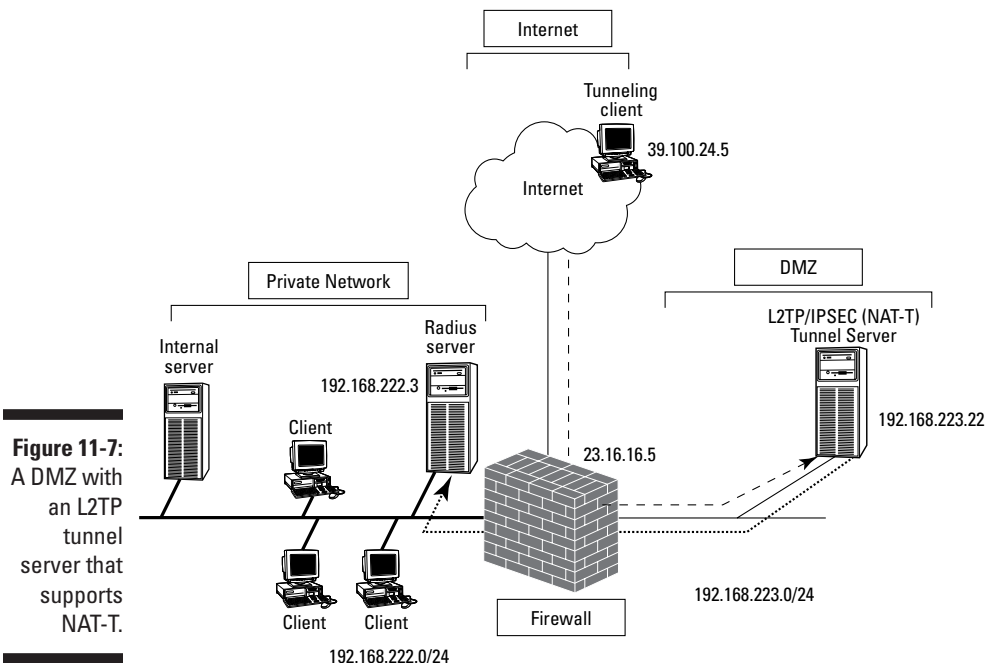 Internet
Tunneling
client
39.100.24.5
Internet
Private Network
DMZ
L2TP/IPSEC (NAT-T)
Tunnel Server
Internal
server
Radius
server
192.168.222.3
192.168.223.22
Client
23.16.16.5
Figure 11-7:
A DMZ with
an L2TP
tunnel
server that
supports
NAT-T.
Client
Client
Firewall
192.168.223.0/24
192.168.222.0/24